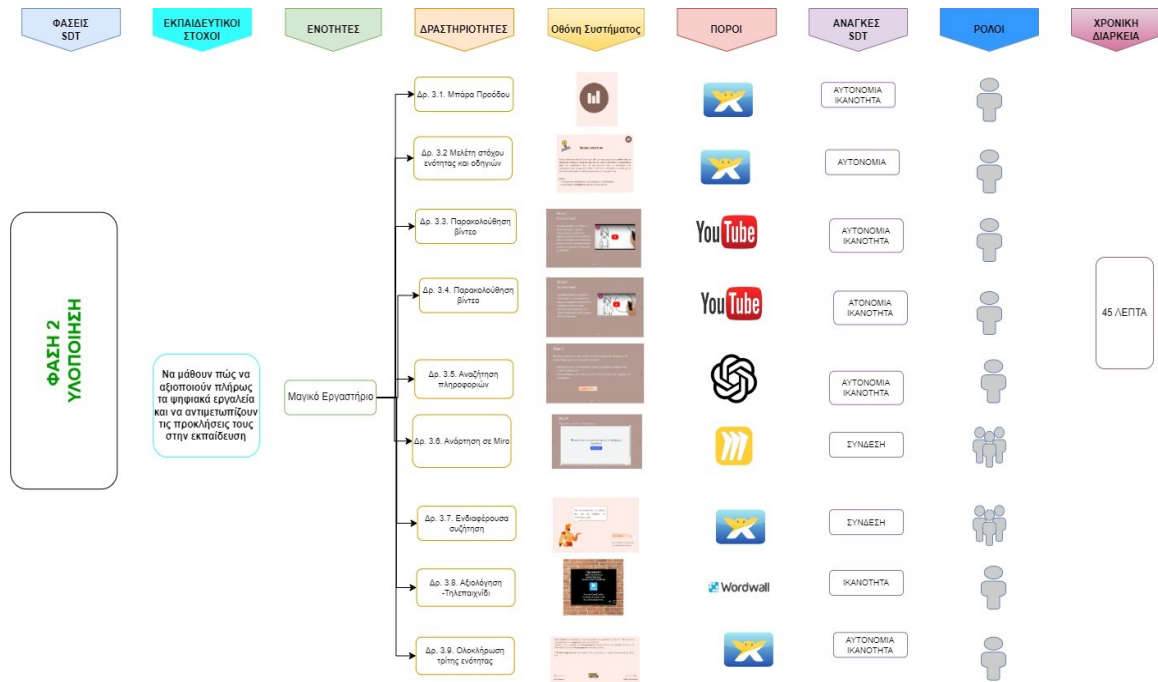 ΦΑΣΕΙΣ
SDT
ΕΚΠΑΙΔΕΥΤΙΚΟΙ
ΣΤΟΧΟΙ
ΕΝΟΤΗΤΕΣ
ΔΡΑΣΤΗΡΙΟΤΗΤΕΣ
Οθόνη Συστήματος
ΠΟΡΟΙ
ΑΝΑΓΚΕΣ
SDT
ΡΟΛΟΙ
ΧΡΟΝΙΚΗ
ΔΙΑΡΚΕΙΑ
ΦΑΣΗ 2
ΥΛΟΠΟΙΗΣΗ
Να μάθουν πώς να
αξιοποιούν πλήρως
τα ψηφιακά εργαλεία
και να αντιμετωπίζουν
τις προκλήσεις τους
στην εκπαίδευση
Μαγικό Εργαστήριο
Δρ. 3.1. Μπάρα Προόδου
ΑΥΤΟΝΟΜΙΑ
ΙΚΑΝΟΤΗΤΑ
Δρ. 3.2 Μελέτη στόχου
ενότητας και οδηγιών
ΑΥΤΟΝΟΜΙΑ
Δρ. 3.3. Παρακολούθηση
βίντεο
YouTube
ΑΥΤΟΝΟΜΙΑ
ΙΚΑΝΟΤΗΤΑ
Δρ. 3.4. Παρακολούθηση
βίντεο
YouTube
ΑΤΟΝΟΜΙΑ
ΙΚΑΝΟΤΗΤΑ
45 ΛΕΠΤΑ
Δρ. 3.5. Αναζήτηση
πληροφοριών
ΑΥΤΟΝΟΜΙΑ
ΙΚΑΝΟΤΗΤΑ
Δρ. 3.6. Ανάρτηση σε Miro
ΣΥΝΔΕΣΗ
Δρ. 3.7. Ενδιαφέρουσα
συζήτηση
ΣΥΝΔΕΣΗ
Δρ. 3.8. Αξιολόγηση
-Τηλεπαιχνίδι
Wordwall
ΙΚΑΝΟΤΗΤΑ
Δρ. 3.9. Ολοκλήρωση
τρίτης ενότητας
ΑΥΤΟΝΟΜΙΑ
ΙΚΑΝΟΤΗΤΑ